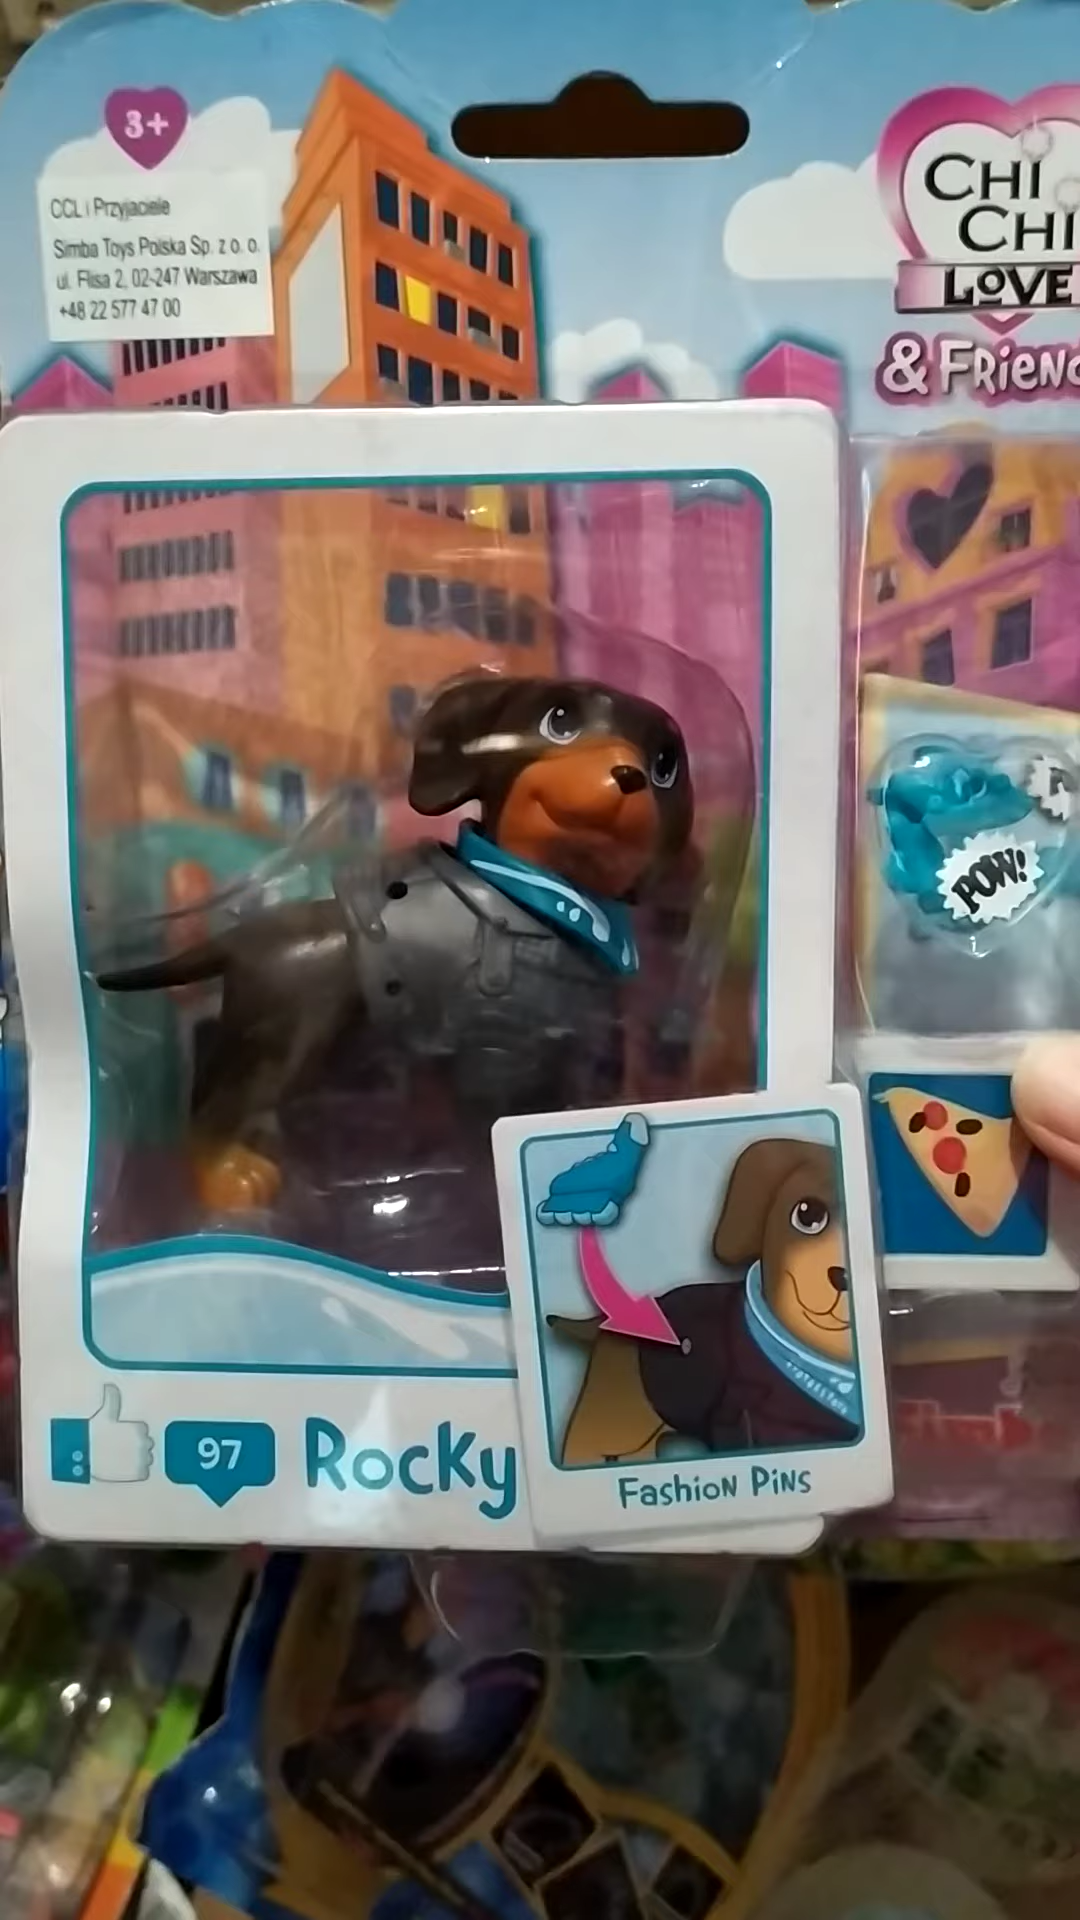 3+
CCL i Przyjaciele
Simba Toys Polska Sp. z o. o.
ul. Flisa 2, 02-247 Warszawa
+48 22 577 47 00
CHI
CHI
LOVE
& FRiEND
POW!
97
Rocky
Fashion Pins